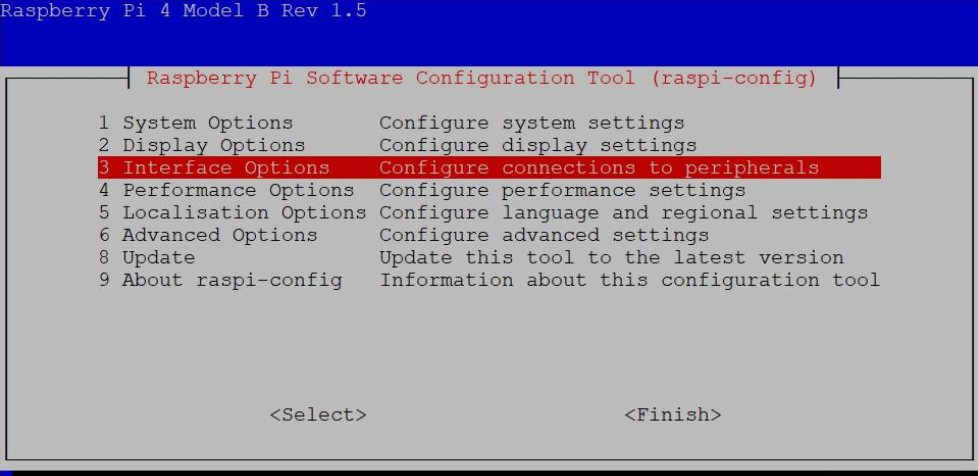 Raspberry Pi 4 Model B Rev 1.5
Raspberry Pi Software Configuration Tool (raspi-config)
1 System Options Configure system settings
2 Display Options Configure display settings
3 Interface Options Configure connections to peripherals
4 Performance Options Configure performance settings
5 Localisation Options Configure language and regional settings
6 Advanced Options Configure advanced settings
8 Update Update this tool to the latest version
9 About raspi-config Information about this configuration tool
<Select> <Finish>